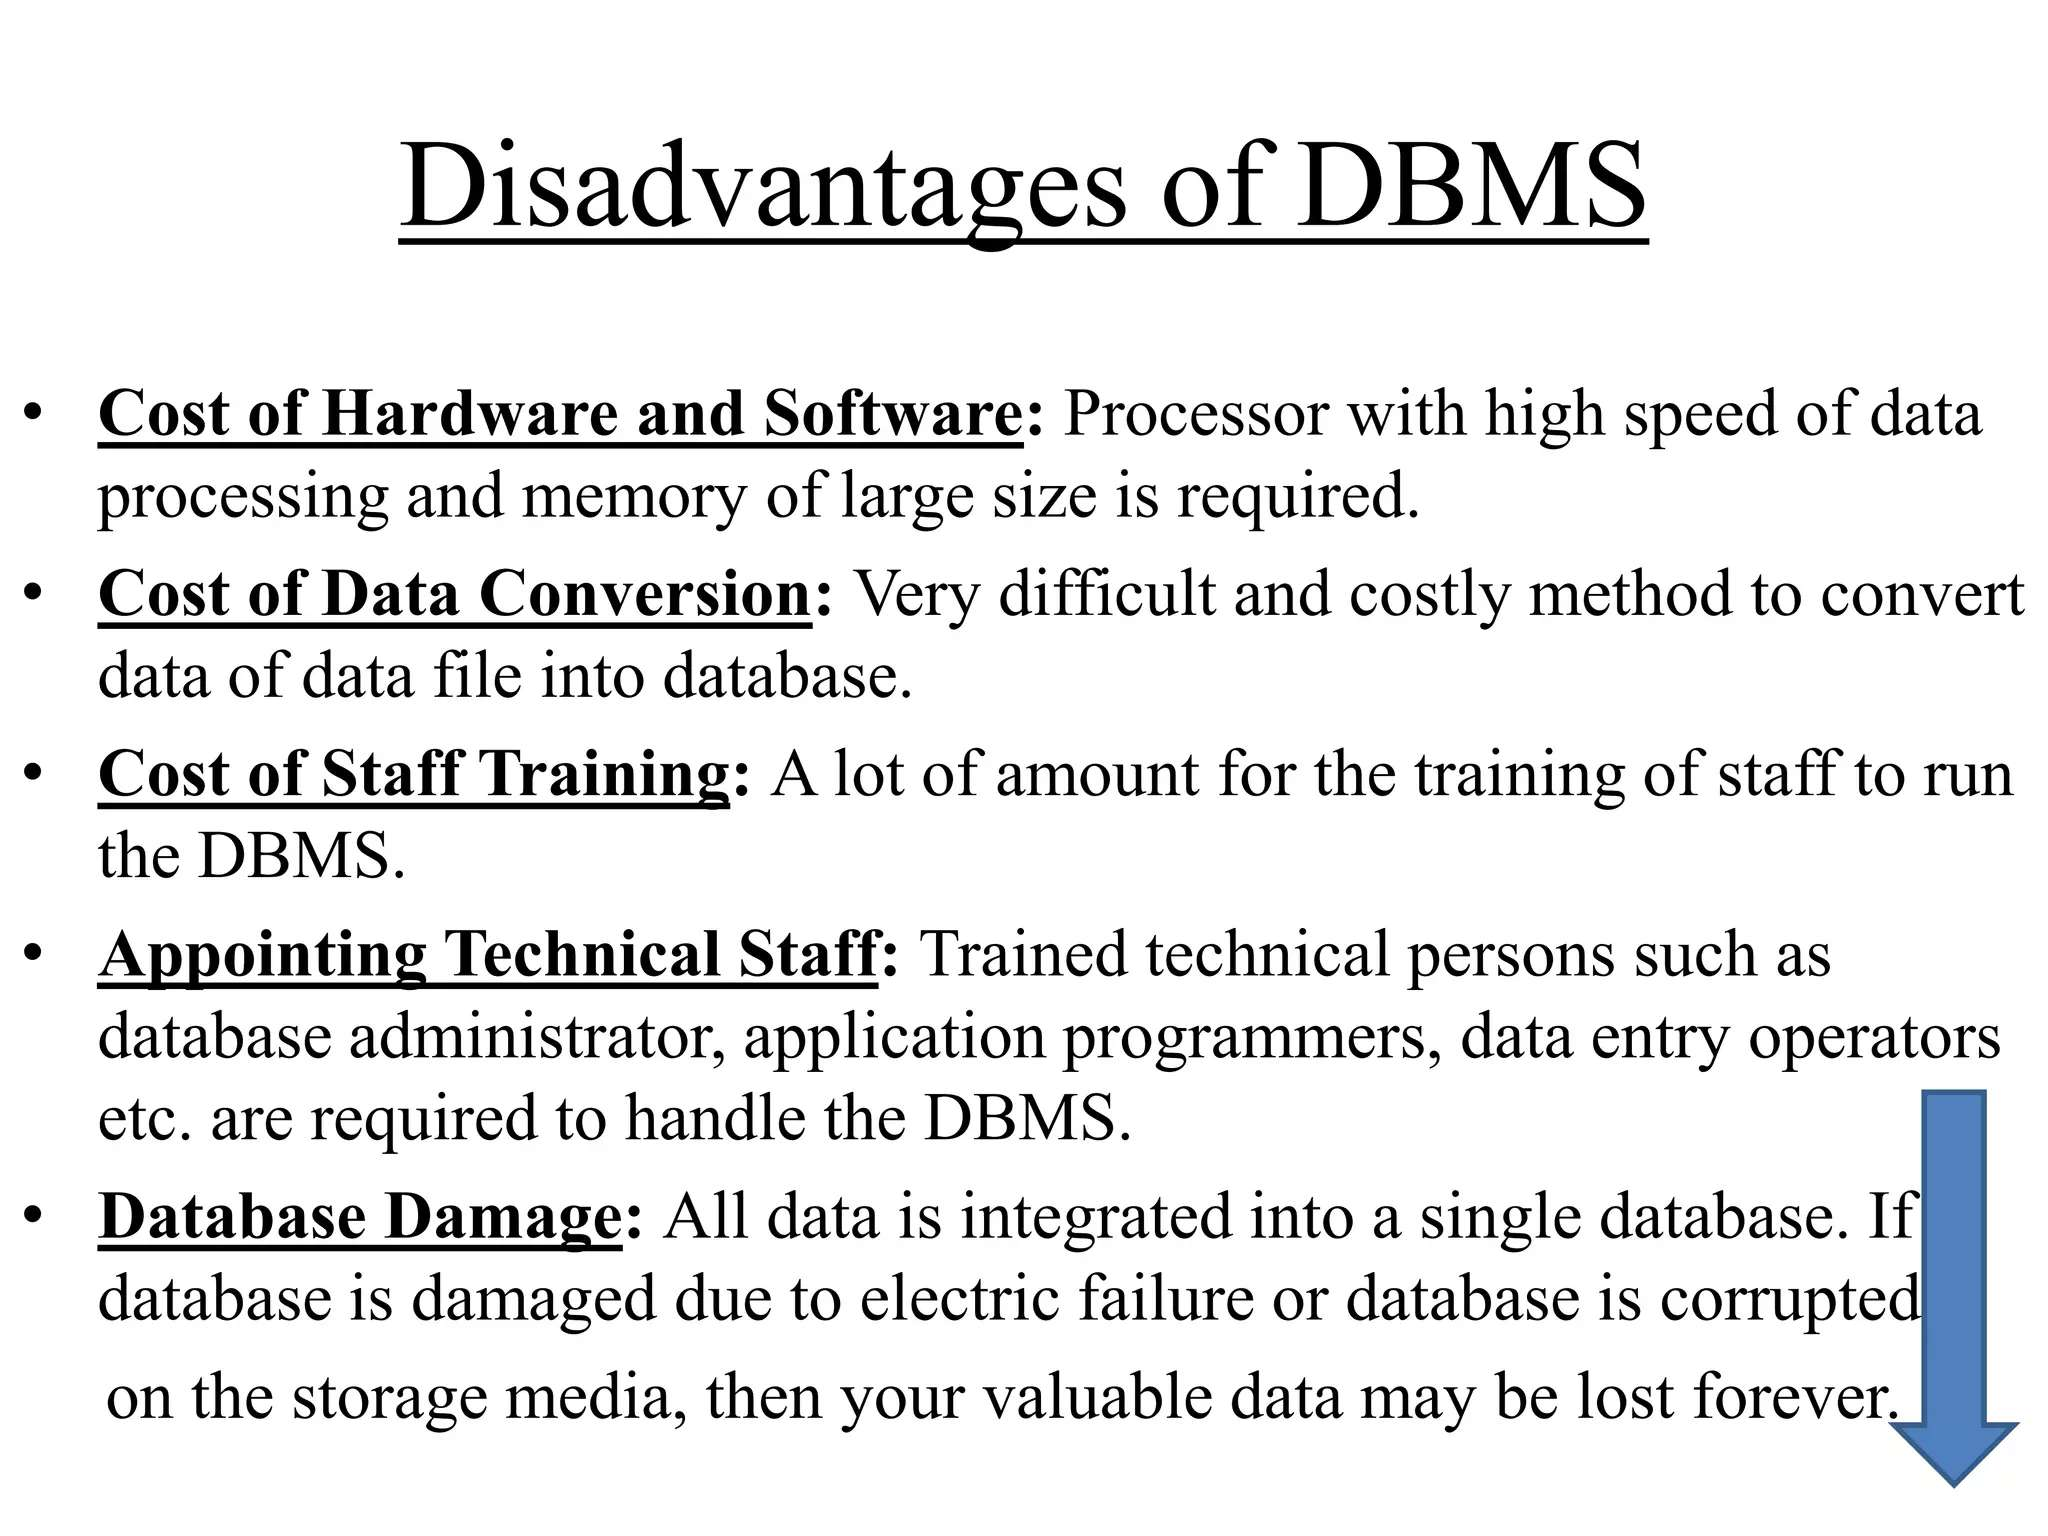 Disadvantages of DBMS
• Cost of Hardware and Software: Processor with high speed of data
processing and memory of large size is required.
• Cost of Data Conversion: Very difficult and costly method to convert
data of data file into database.
• Cost of Staff Training: A lot of amount for the training of staff to run
the DBMS.
• Appointing Technical Staff: Trained technical persons such as
database administrator, application programmers, data entry operators
etc. are required to handle the DBMS.
• Database Damage: All data is integrated into a single database. If
database is damaged due to electric failure or database is corrupted
on the storage media, then your valuable data may be lost forever.